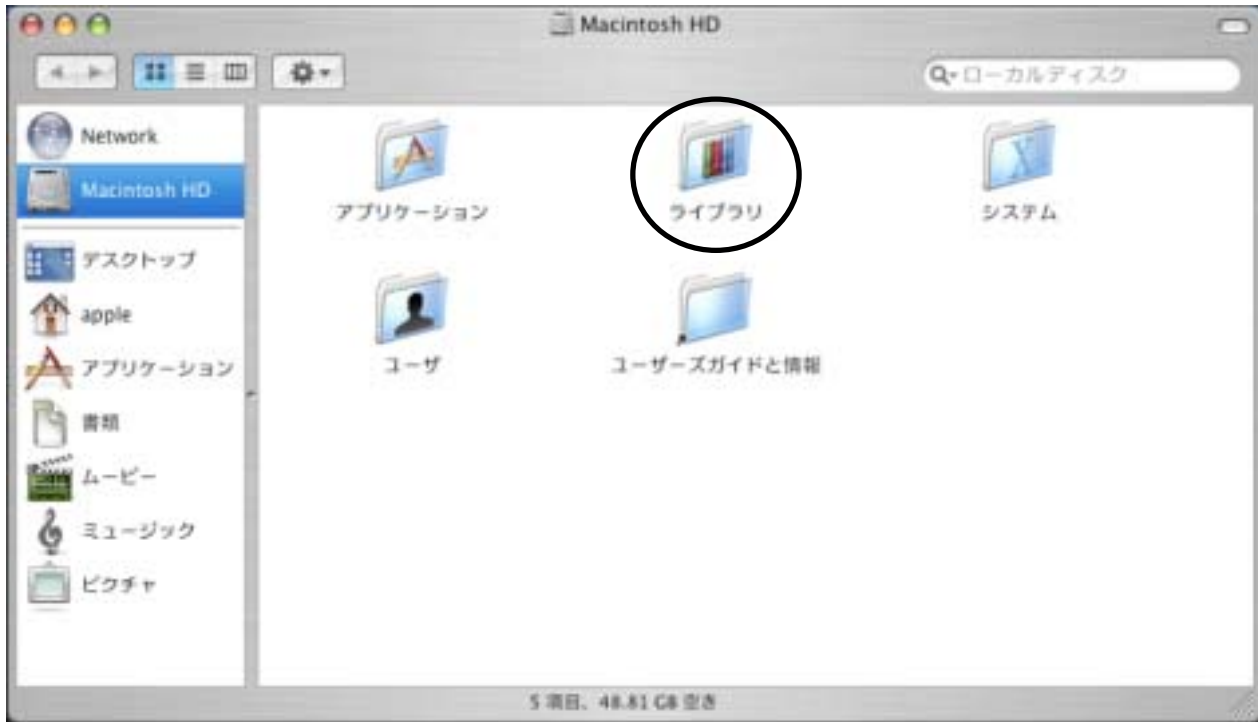 Macintosh HD
ローカルディスク
Network
Macintosh HD
デスクトップ
apple
アプリケーション
書類
ムービー
ミュージック
ピクチャ
アプリケーション
ライブラリ
システム
ユーザ
ユーザーズガイドと情報
5 項目、48.81 GB 空き